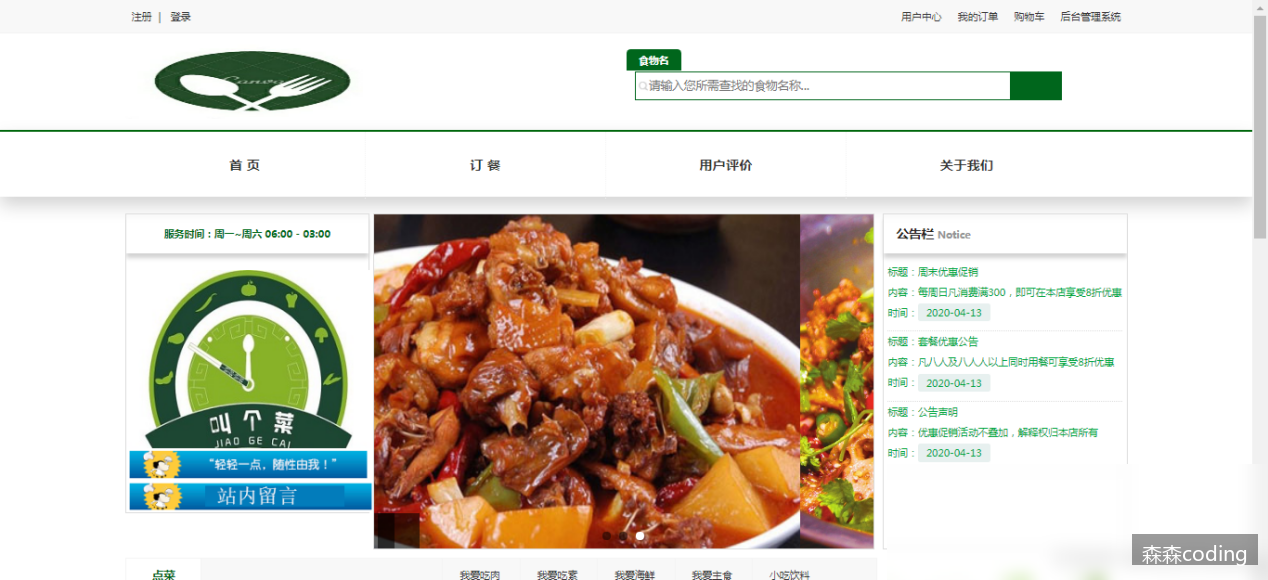 注册 | 登录
用户中心 我的订单 购物车 后台管理系统
Canva
食物名
请输入您所需查找的食物名称...
首 页 订 餐 用户评价 关于我们
服务时间：周一~周六 06:00 - 03:00
叫个菜
JIAO GE CAI
“轻轻一点，随性由我！”
站内留言
公告栏 Notice
标题：周末优惠促销
内容：每周日凡消费满300，即可在本店享受8折优惠
时间： 2020-04-13
标题：套餐优惠公告
内容：凡八人及八人人以上同时用餐可享受8折优惠
时间： 2020-04-13
标题：公告声明
内容：优惠促销活动不叠加，解释权归本店所有
时间： 2020-04-13
点菜 我爱吃肉 我爱吃素 我爱海鲜 我爱主食 小吃饮料
森森coding